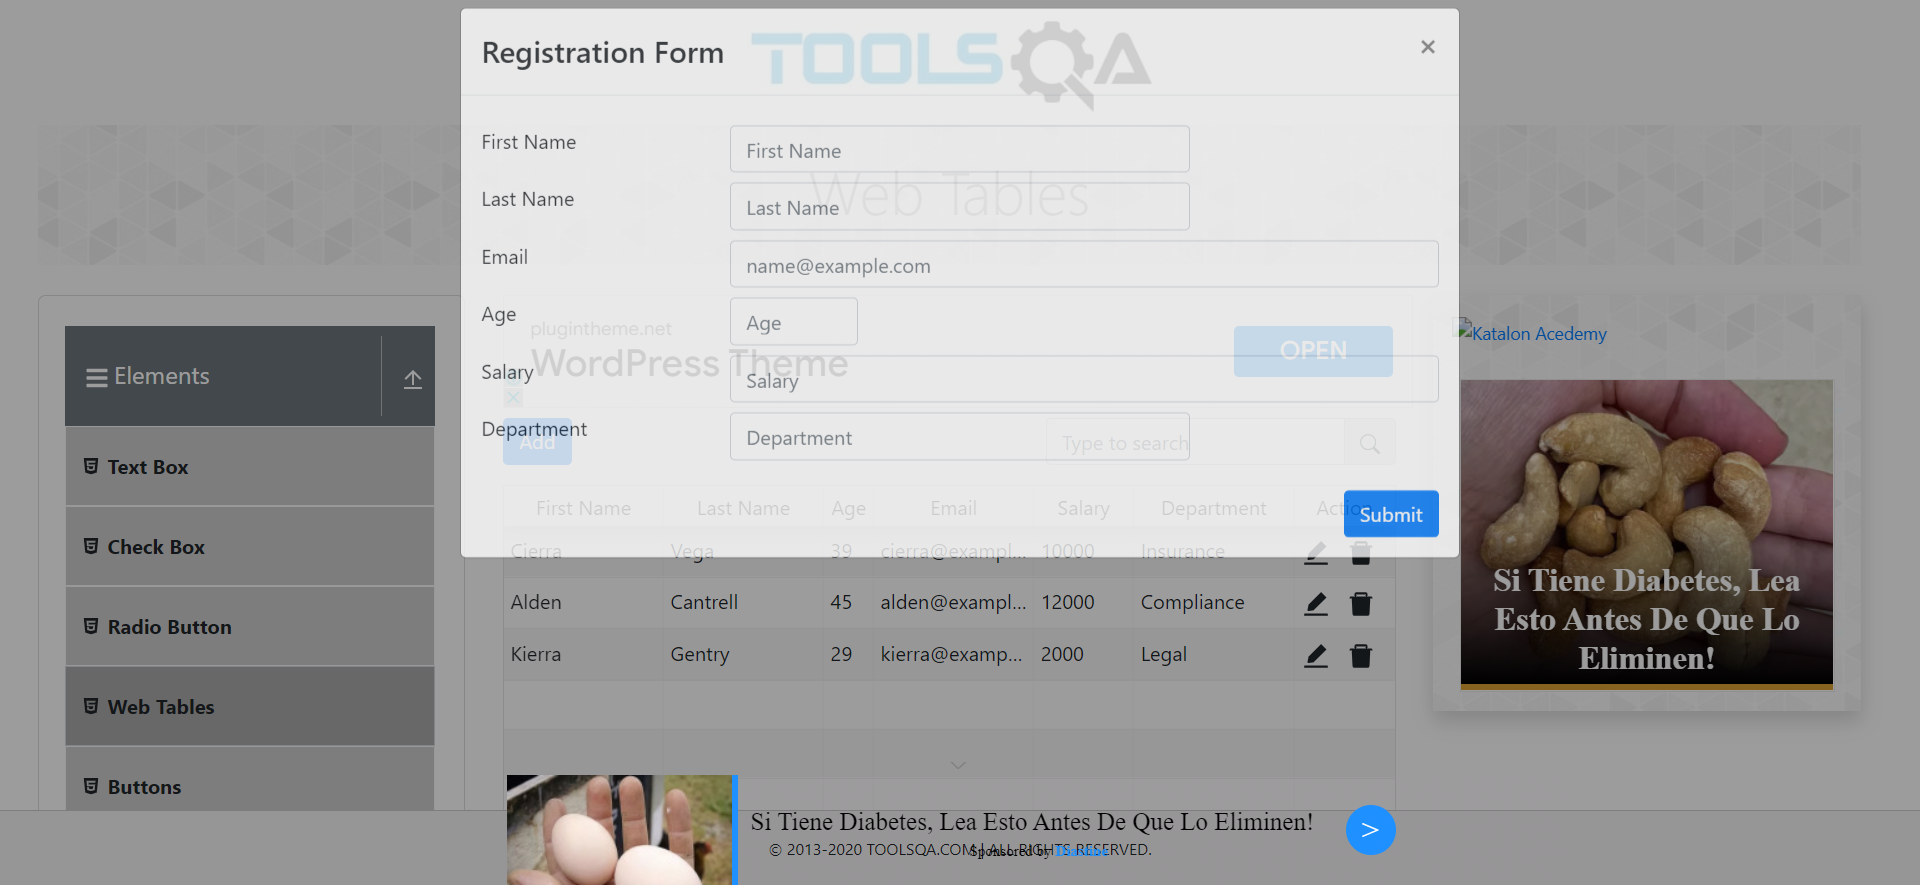 Registration Form
TOOLSQA
×
First Name
First Name
Web Tables
Last Name
Last Name
Email
name@example.com
Age
Age
plugintheme.net
WordPress Theme
OPEN
Salary
Salary
Department
Department
Add
Type to search
Submit
First Name Last Name Age Email Salary Department Action
Cierra Vega 39 cierra@exampl... 10000 Insurance
Alden Cantrell 45 alden@exampl... 12000 Compliance
Kierra Gentry 29 kierra@examp... 2000 Legal
Elements
Text Box
Check Box
Radio Button
Web Tables
Buttons
Katalon Acedemy
Si Tiene Diabetes, Lea
Esto Antes De Que Lo
Eliminen!
Si Tiene Diabetes, Lea Esto Antes De Que Lo Eliminen!
>
© 2013-2020 TOOLSQA.COM | ALL RIGHTS RESERVED.
Sponsored by